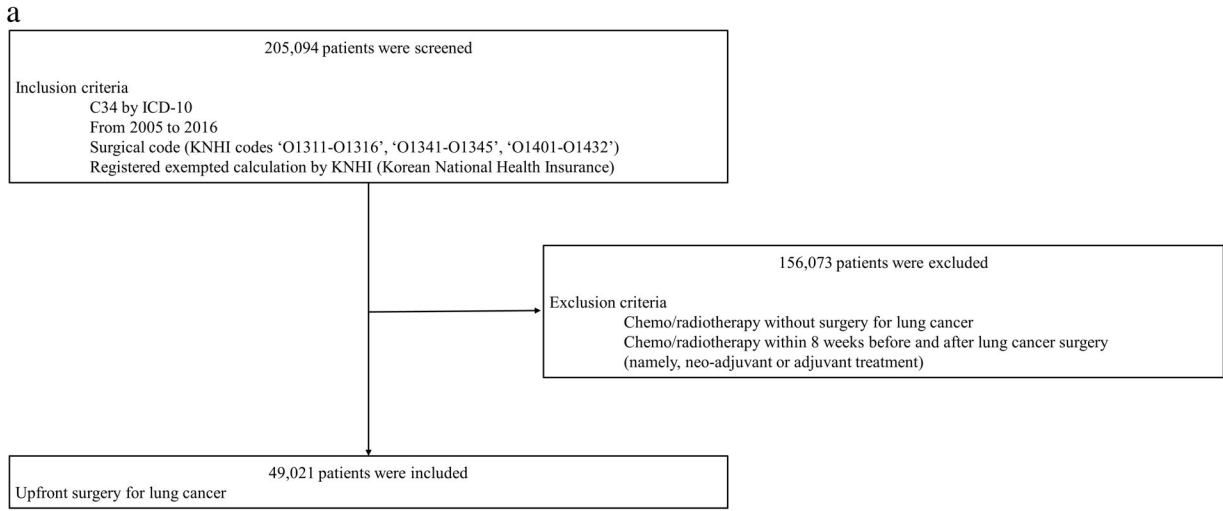 a
205,094 patients were screened
Inclusion criteria
C34 by ICD-10
From 2005 to 2016
Surgical code (KNHI codes ‘O1311-O1316’, ‘O1341-O1345’, ‘O1401-O1432’)
Registered exempted calculation by KNHI (Korean National Health Insurance)
156,073 patients were excluded
Exclusion criteria
Chemo/radiotherapy without surgery for lung cancer
Chemo/radiotherapy within 8 weeks before and after lung cancer surgery
(namely, neo-adjuvant or adjuvant treatment)
49,021 patients were included
Upfront surgery for lung cancer